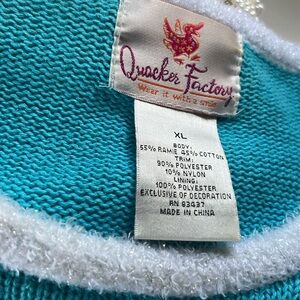 Quacker Factory
Wear it with a smile
XL
BODY:
55% RAMIE 45% COTTON
TRIM:
90% POLYESTER
10% NYLON
LINING:
100% POLYESTER
EXCLUSIVE OF DECORATION
RN 83437
MADE IN CHINA